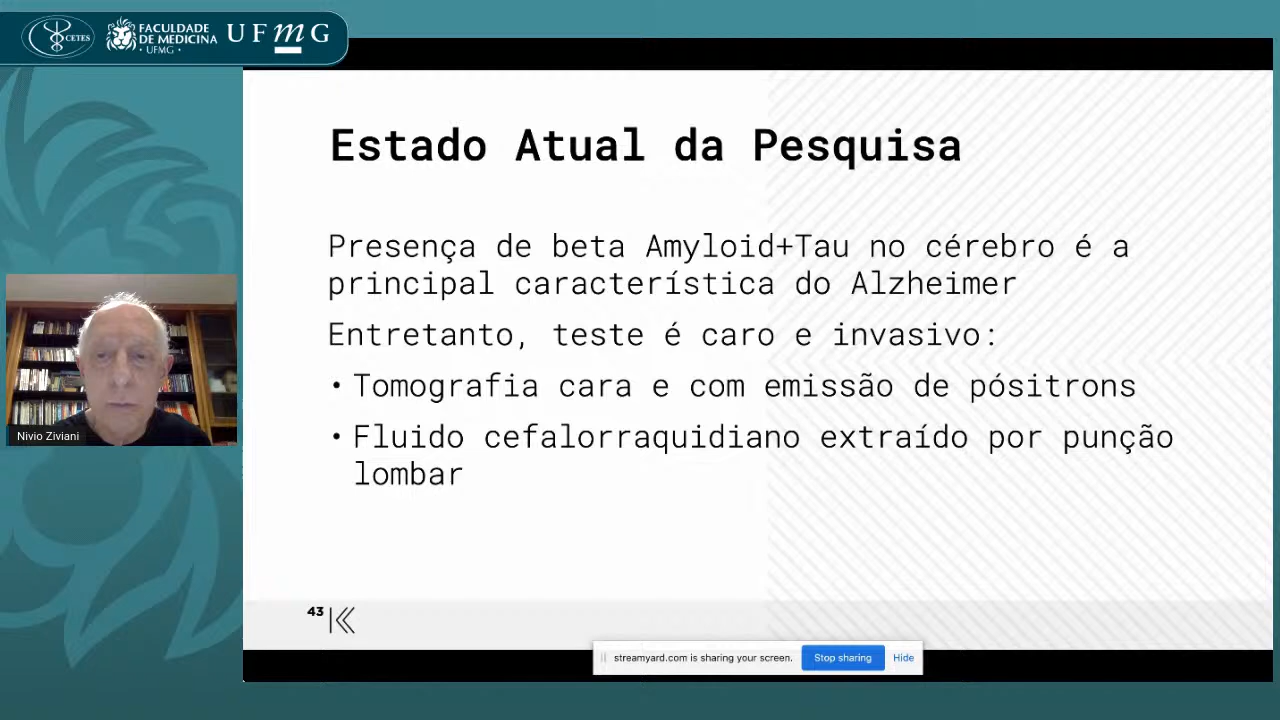 CETES
FACULDADE
DE MEDICINA
• UFMG •
UFMG
Estado Atual da Pesquisa
Presença de beta Amyloid+Tau no cérebro é a
principal característica do Alzheimer
Entretanto, teste é caro e invasivo:
• Tomografia cara e com emissão de pósitrons
• Fluido cefalorraquidiano extraído por punção
lombar
Nivio Ziviani
43
streamyard.com is sharing your screen. Stop sharing Hide